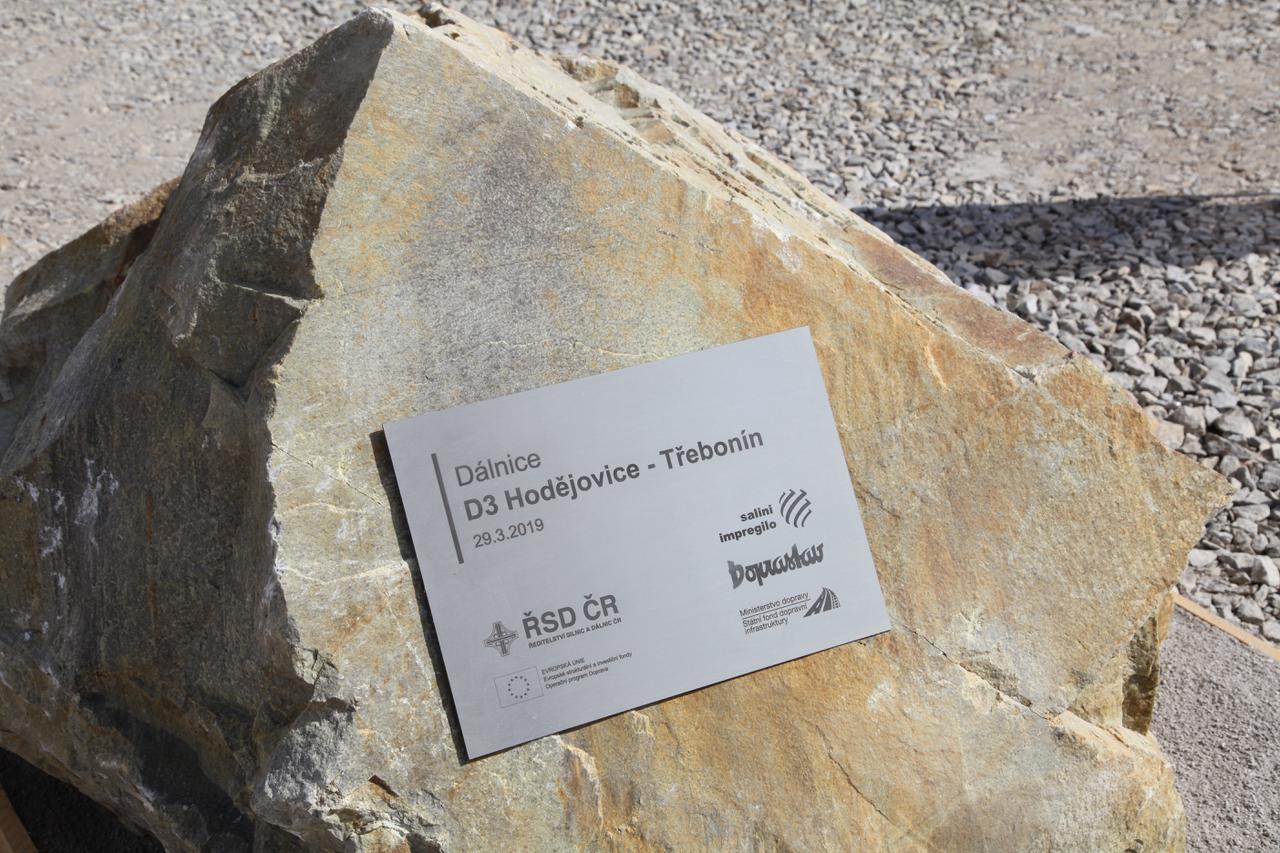 Dálnice
D3 Hodějovice - Třebonín
29.3.2019
salini
impregilo
Doprastav
Ministerstvo dopravy
Státní fond dopravní
infrastruktury
ŘSD ČR
ŘEDITELSTVÍ SILNIC A DÁLNIC ČR
EVROPSKÁ UNIE
Evropské strukturální a investiční fondy
Operační program Doprava